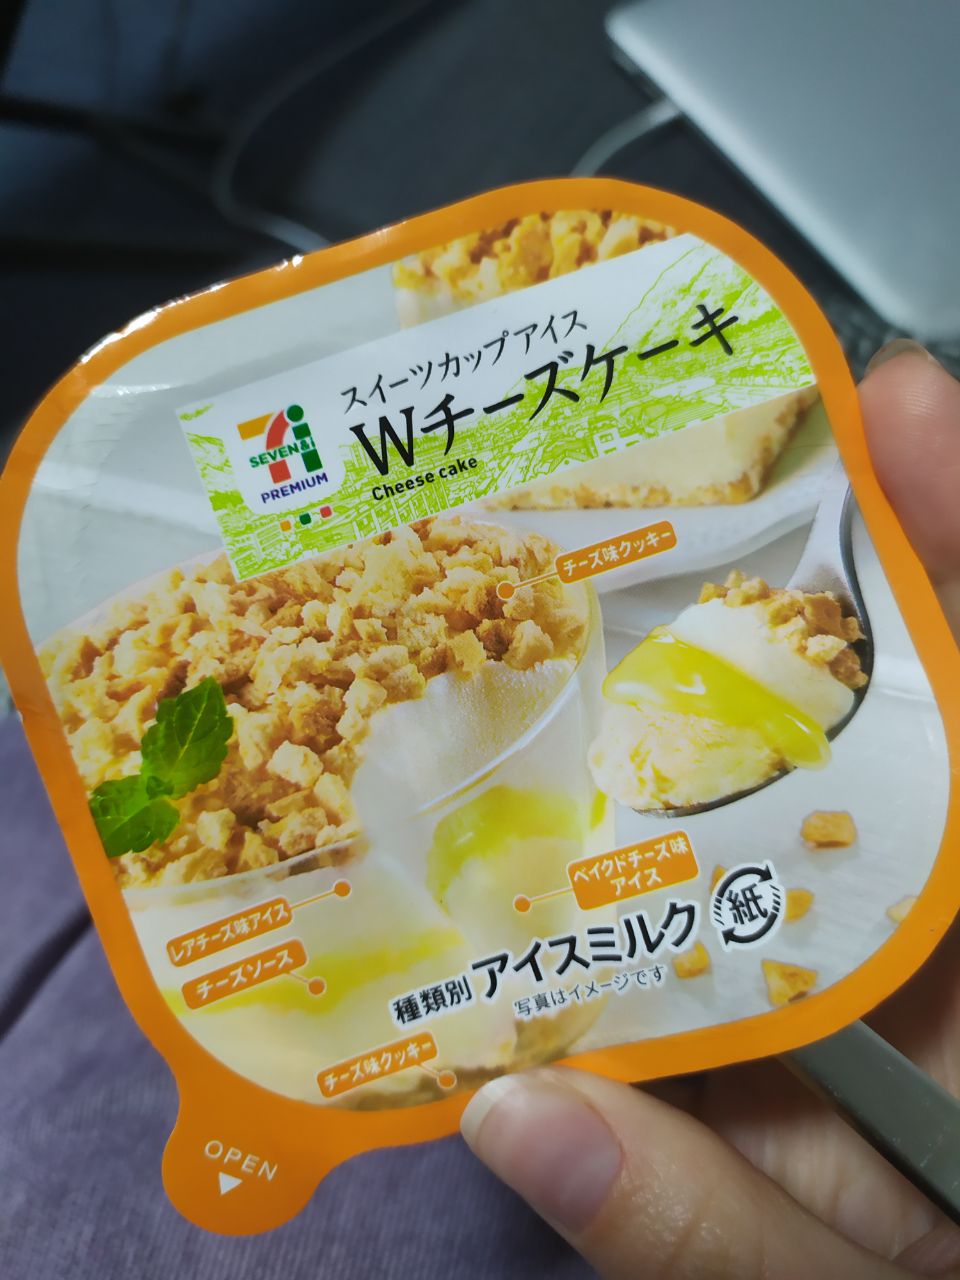 スイーツカップアイス
Wチーズケーキ
Cheese cake
7i
SEVEN&i
PREMIUM
チーズ味クッキー
ベイクドチーズ味
アイス
レアチーズ味アイス
チーズソース
紙
種類別 アイスミルク
写真はイメージです
チーズ味クッキー
OPEN